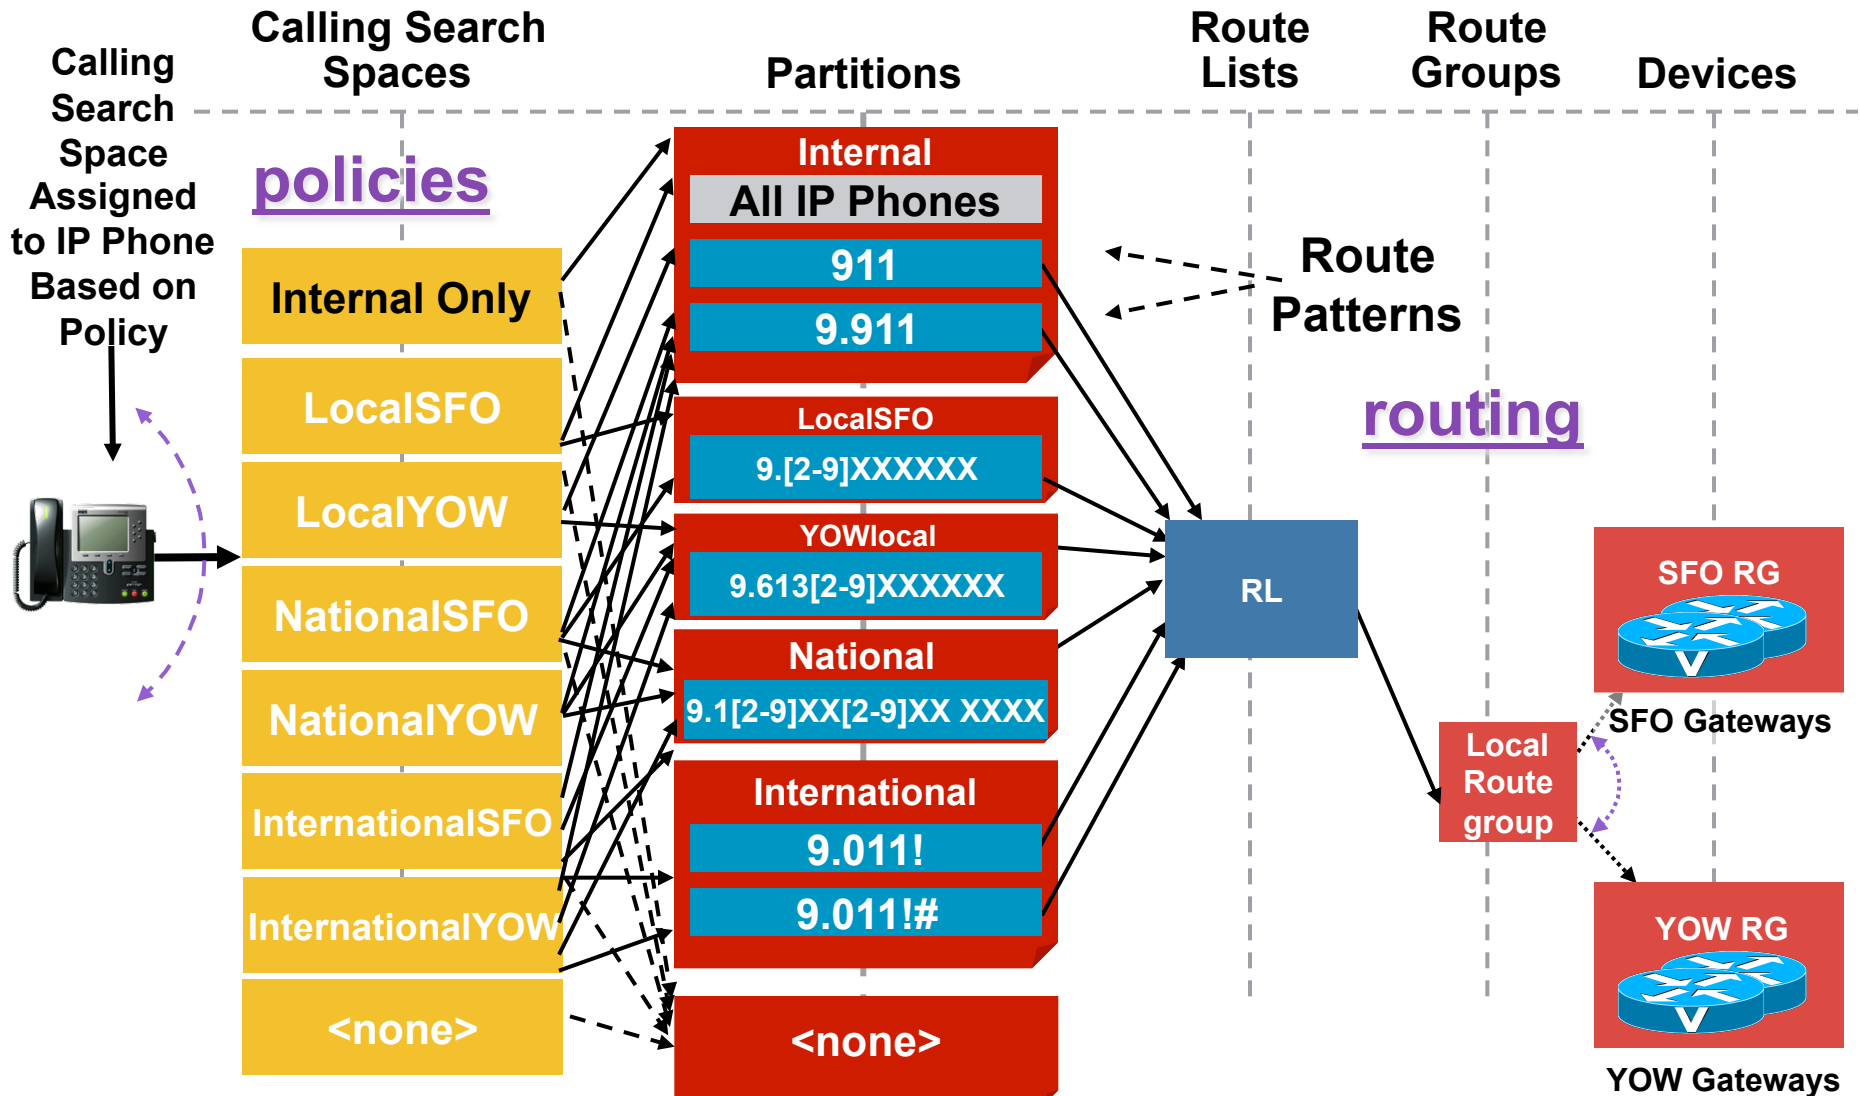 Calling
Search
Space
Assigned
to IP Phone
Based on
Policy
Calling Search
Spaces
Partitions
Route
Lists
Route
Groups
Devices
policies
Internal Only
LocalSFO
LocalYOW
NationalSFO
NationalYOW
InternationalSFO
InternationalYOW
<none>
Internal
All IP Phones
911
9.911
LocalSFO
9.[2-9]XXXXXX
YOWlocal
9.613[2-9]XXXXXX
National
9.1[2-9]XX[2-9]XX XXXX
International
9.011!
9.011!#
<none>
Route
Patterns
routing
RL
Local
Route
group
SFO RG
V
SFO Gateways
YOW RG
V
YOW Gateways